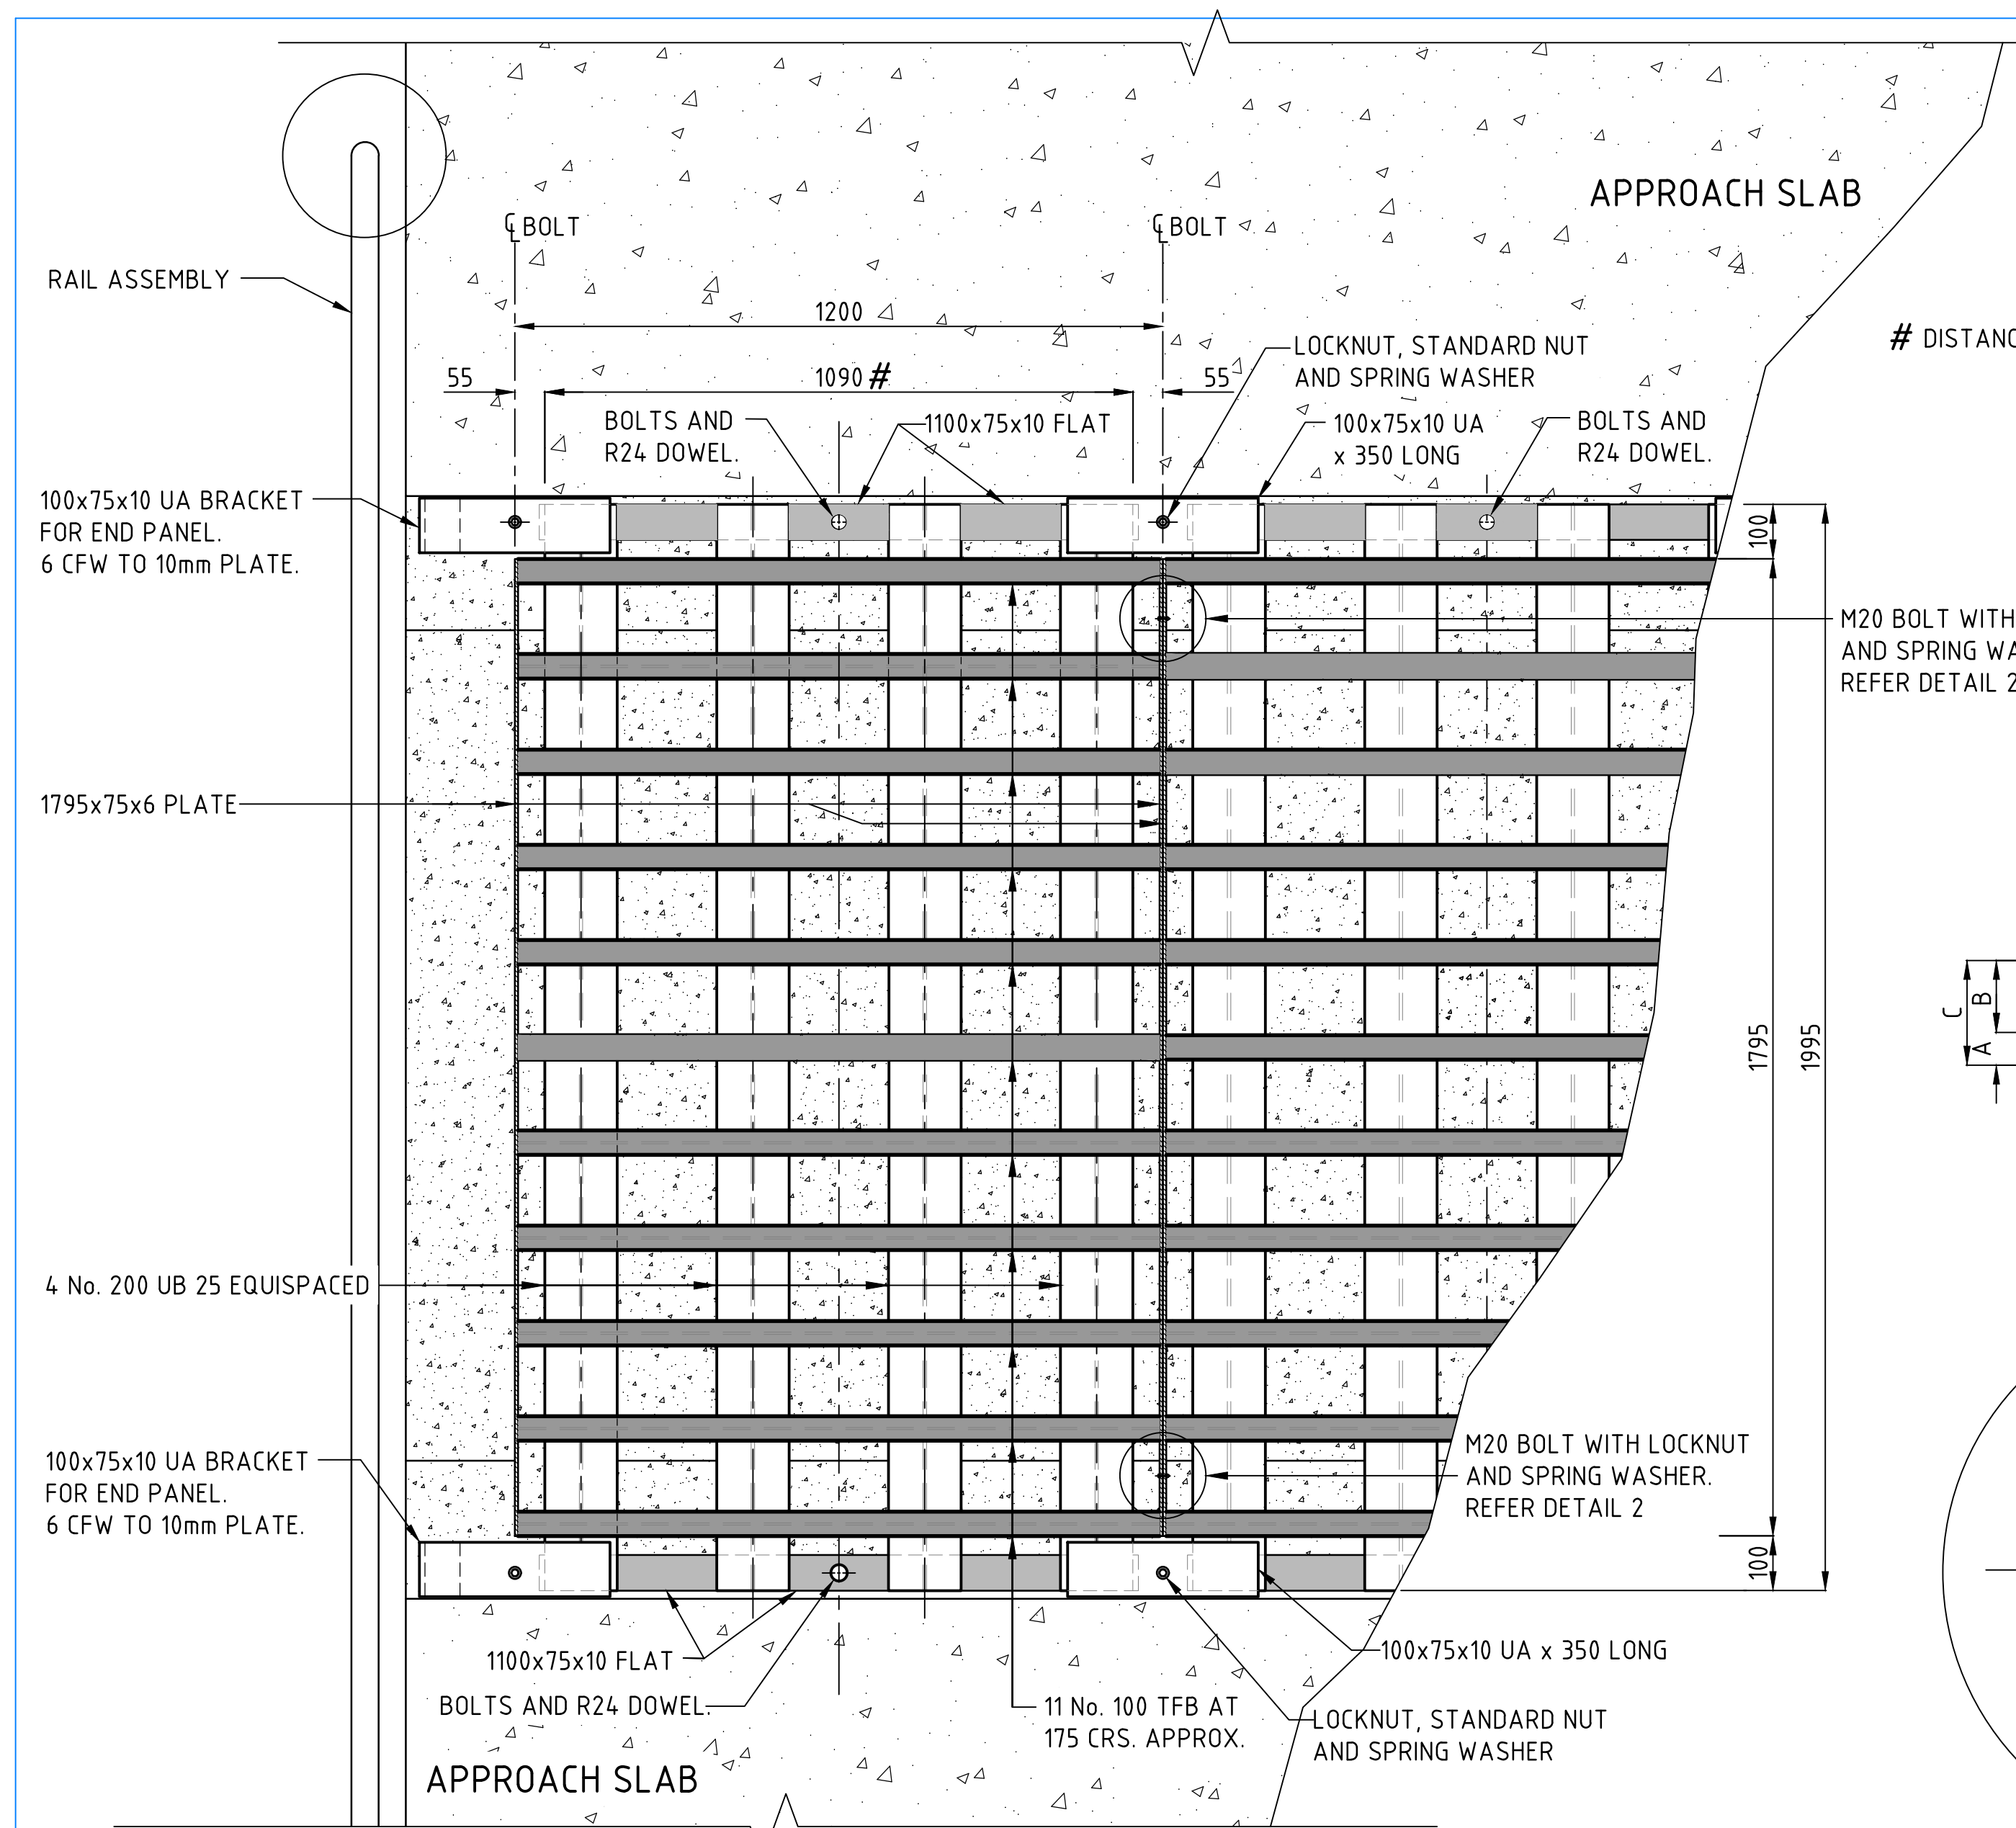 APPROACH SLAB
℄ BOLT
℄ BOLT
RAIL ASSEMBLY
1200
# DISTANC
LOCKNUT, STANDARD NUT
AND SPRING WASHER
55
1090 #
55
BOLTS AND
R24 DOWEL.
1100x75x10 FLAT
100x75x10 UA
x 350 LONG
BOLTS AND
R24 DOWEL.
100x75x10 UA BRACKET
FOR END PANEL.
6 CFW TO 10mm PLATE.
100
M20 BOLT WITH
AND SPRING WA
REFER DETAIL 2
1795x75x6 PLATE
1795
1995
C
B
A
4 No. 200 UB 25 EQUISPACED
100x75x10 UA BRACKET
FOR END PANEL.
6 CFW TO 10mm PLATE.
M20 BOLT WITH LOCKNUT
AND SPRING WASHER.
REFER DETAIL 2
100
1100x75x10 FLAT
100x75x10 UA x 350 LONG
BOLTS AND R24 DOWEL.
11 No. 100 TFB AT
175 CRS. APPROX.
LOCKNUT, STANDARD NUT
AND SPRING WASHER
APPROACH SLAB